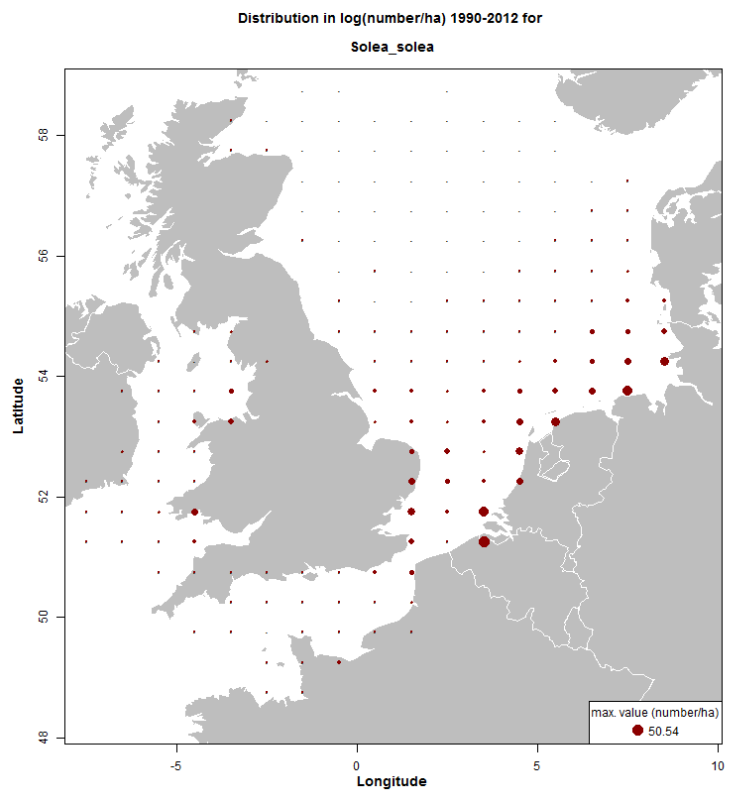 Distribution in log(number/ha) 1990-2012 for
Solea_solea
58
56
54
52
50
48
Latitude
-5
0
5
10
Longitude
max. value (number/ha)
50.54